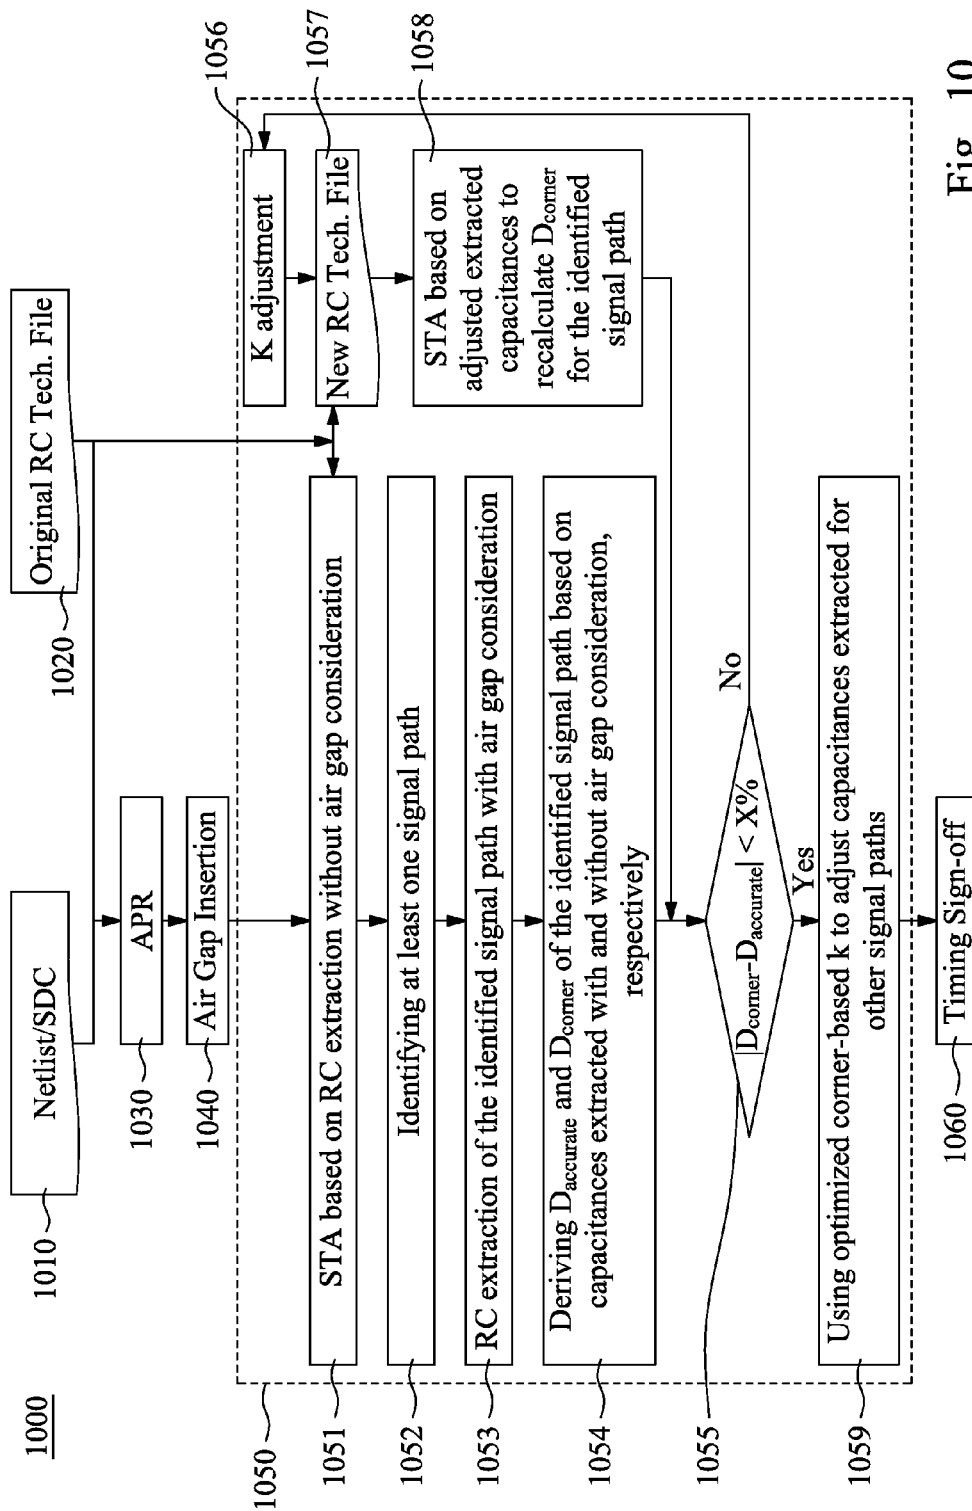 1000
1010
Netlist/SDC
1020
Original RC Tech. File
1030
APR
1040
Air Gap Insertion
1050
1051
STA based on RC extraction without air gap consideration
1052
Identifying at least one signal path
1053
RC extraction of the identified signal path with air gap consideration
1054
Deriving Daccurate and Dcorner of the identified signal path based on
capacitances extracted with and without air gap consideration,
respectively
1055
|Dcorner-Daccurate| < X%
No
Yes
1056
K adjustment
1057
New RC Tech. File
1058
STA based on
adjusted extracted
capacitances to
recalculate Dcorner
for the identified
signal path
1059
Using optimized corner-based k to adjust capacitances extracted for
other signal paths
1060
Timing Sign-off
Fig. 10